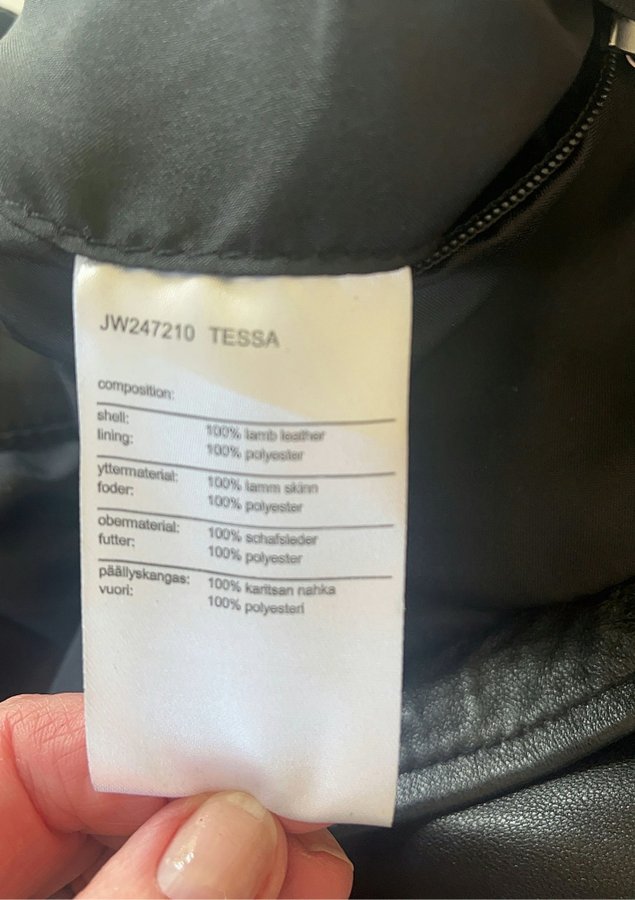 JW247210 TESSA
composition:
shell: 100% lamb leather
lining: 100% polyester
yttermaterial: 100% lamm skinn
foder: 100% polyester
obermaterial: 100% schafsleder
futter: 100% polyester
päällyskangas: 100% karitsan nahka
vuori: 100% polyesteri